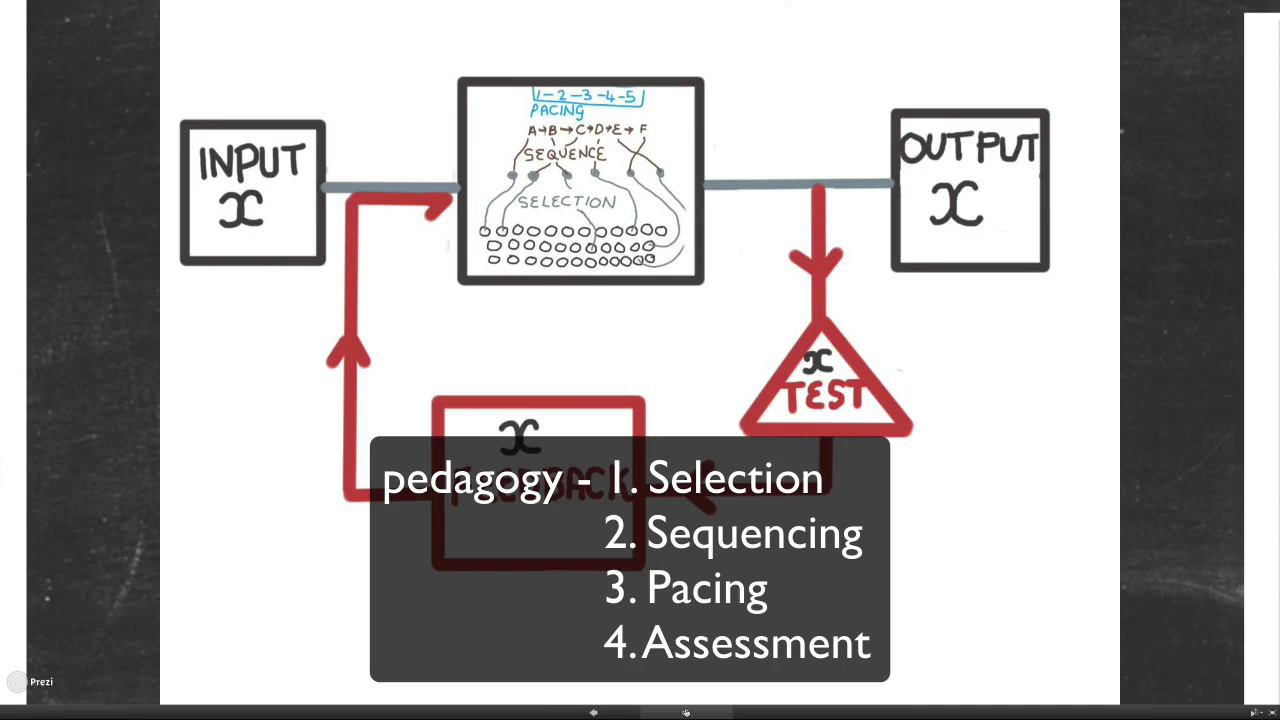 1-2-3-4-5
PACING
A→B→C→D→E→F
SEQUENCE
SELECTION
INPUT
x
OUTPUT
x
x
TEST
x
FEEDBACK
pedagogy - 1. Selection
2. Sequencing
3. Pacing
4. Assessment
Prezi